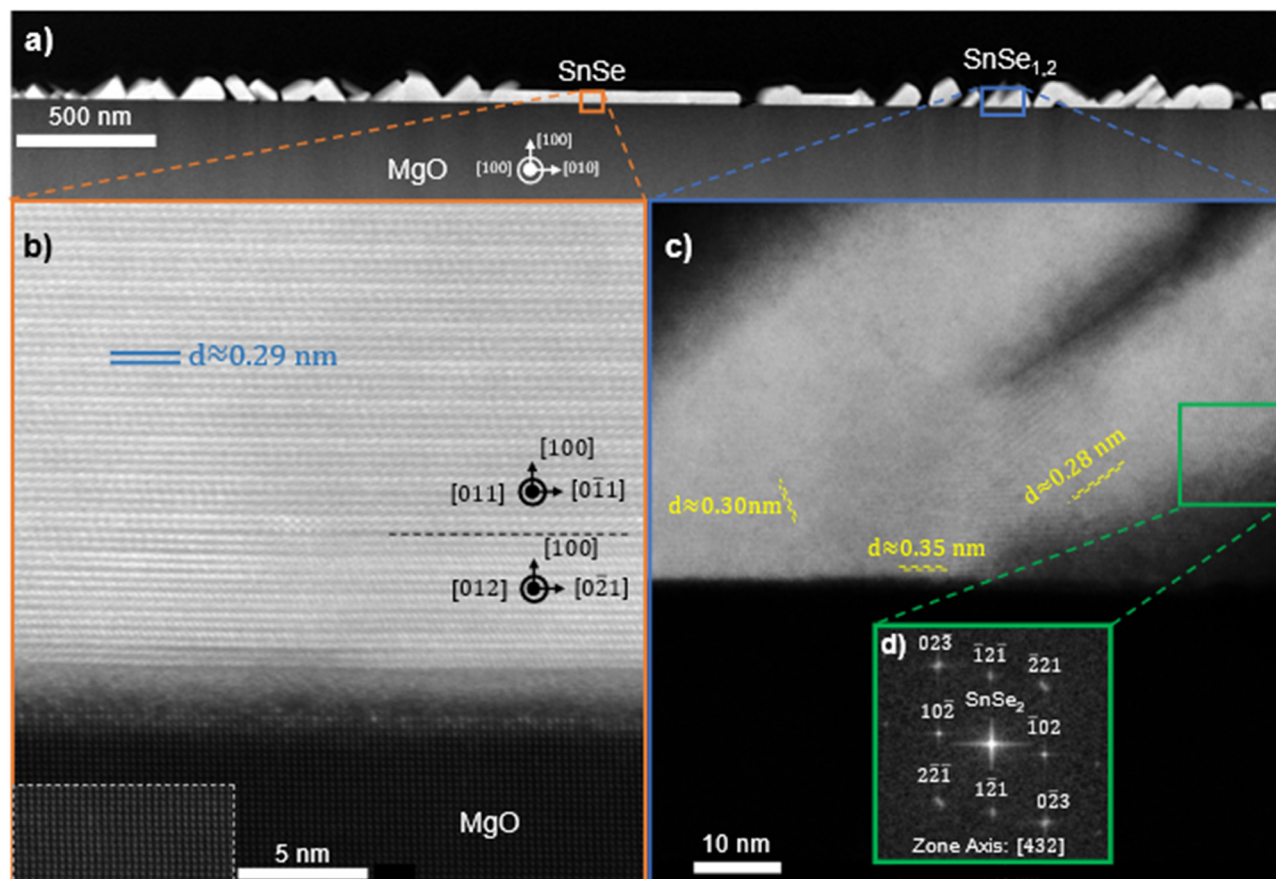 a)
SnSe
SnSe₁,₂
500 nm
MgO
[100]
[100] [010]
b)
d≈0.29 nm
[100]
[011] [01̄1]
[100]
[012] [02̄1]
MgO
5 nm
c)
d≈0.30nm
d≈0.35 nm
d≈0.28 nm
10 nm
d)
023̄ 1̄21̄ 2̄21
SnSe₂
102̄ 1̄02
22̄1̄ 12̄1 02̄3
Zone Axis: [432]